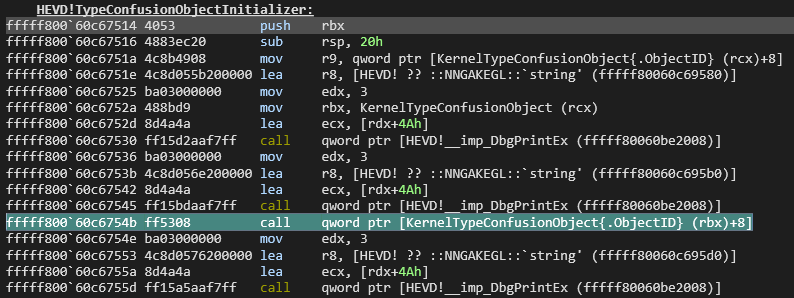 HEVD!TypeConfusionObjectInitializer:
fffff800`60c67514 4053 push rbx
fffff800`60c67516 4883ec20 sub rsp, 20h
fffff800`60c6751a 4c8b4908 mov r9, qword ptr [KernelTypeConfusionObject{.ObjectID} (rcx)+8]
fffff800`60c6751e 4c8d055b200000 lea r8, [HEVD! ?? ::NNGAKEGL::`string' (fffff80060c69580)]
fffff800`60c67525 ba03000000 mov edx, 3
fffff800`60c6752a 488bd9 mov rbx, KernelTypeConfusionObject (rcx)
fffff800`60c6752d 8d4a4a lea ecx, [rdx+4Ah]
fffff800`60c67530 ff15d2aaf7ff call qword ptr [HEVD!__imp_DbgPrintEx (fffff80060be2008)]
fffff800`60c67536 ba03000000 mov edx, 3
fffff800`60c6753b 4c8d056e200000 lea r8, [HEVD! ?? ::NNGAKEGL::`string' (fffff80060c695b0)]
fffff800`60c67542 8d4a4a lea ecx, [rdx+4Ah]
fffff800`60c67545 ff15bdaaf7ff call qword ptr [HEVD!__imp_DbgPrintEx (fffff80060be2008)]
fffff800`60c6754b ff5308 call qword ptr [KernelTypeConfusionObject{.ObjectID} (rbx)+8]
fffff800`60c6754e ba03000000 mov edx, 3
fffff800`60c67553 4c8d0576200000 lea r8, [HEVD! ?? ::NNGAKEGL::`string' (fffff80060c695d0)]
fffff800`60c6755a 8d4a4a lea ecx, [rdx+4Ah]
fffff800`60c6755d ff15a5aaf7ff call qword ptr [HEVD!__imp_DbgPrintEx (fffff80060be2008)]